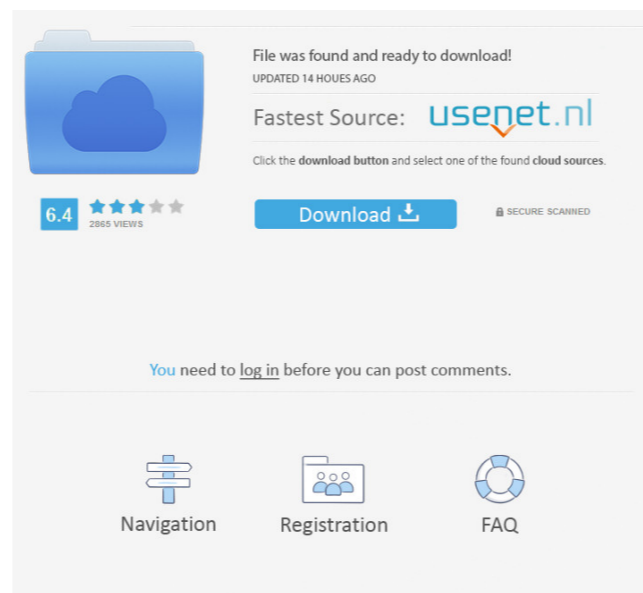 File was found and ready to download!
UPDATED 14 HOUES AGO
Fastest Source: usenet.nl
Click the download button and select one of the found cloud sources.
6.4
2865 VIEWS
Download
SECURE SCANNED
You need to log in before you can post comments.
Navigation
Registration
FAQ